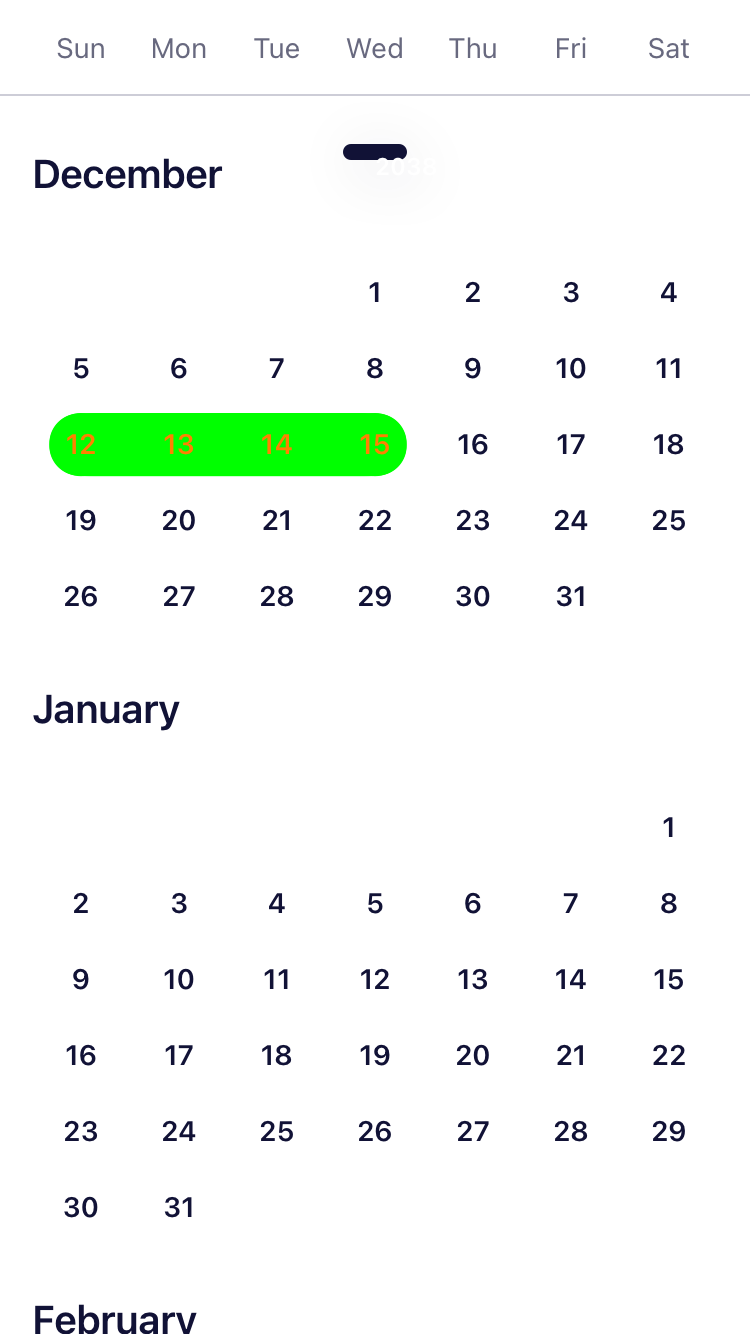 Sun Mon Tue Wed Thu Fri Sat
2038
December
1 2 3 4
5 6 7 8 9 10 11
12 13 14 15 16 17 18
19 20 21 22 23 24 25
26 27 28 29 30 31
January
1
2 3 4 5 6 7 8
9 10 11 12 13 14 15
16 17 18 19 20 21 22
23 24 25 26 27 28 29
30 31
February